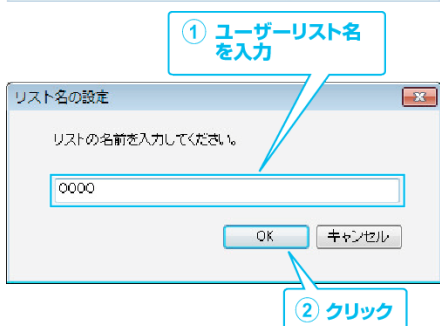 ① ユーザーリスト名
を入力
リスト名の設定
リストの名前を入力してください。
0000
OK キャンセル
② クリック